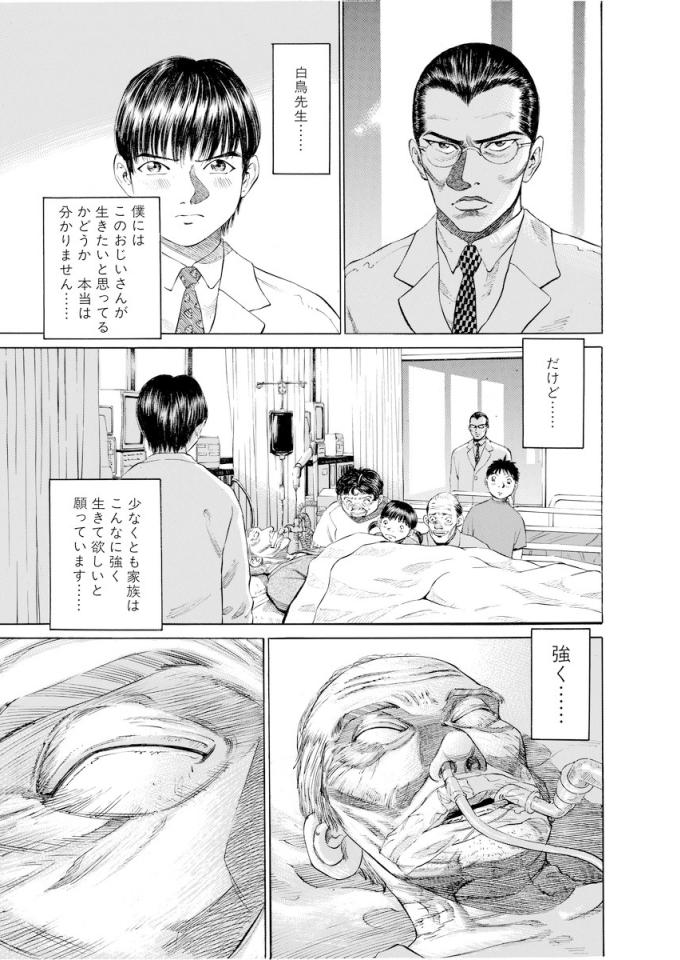 白鳥先生……
僕には
このおじいさんが
生きたいと思ってる
かどうか　本当は
分かりません……
だけど……
少なくとも家族は
こんなに強く
生きて欲しいと
願っています……
強く……